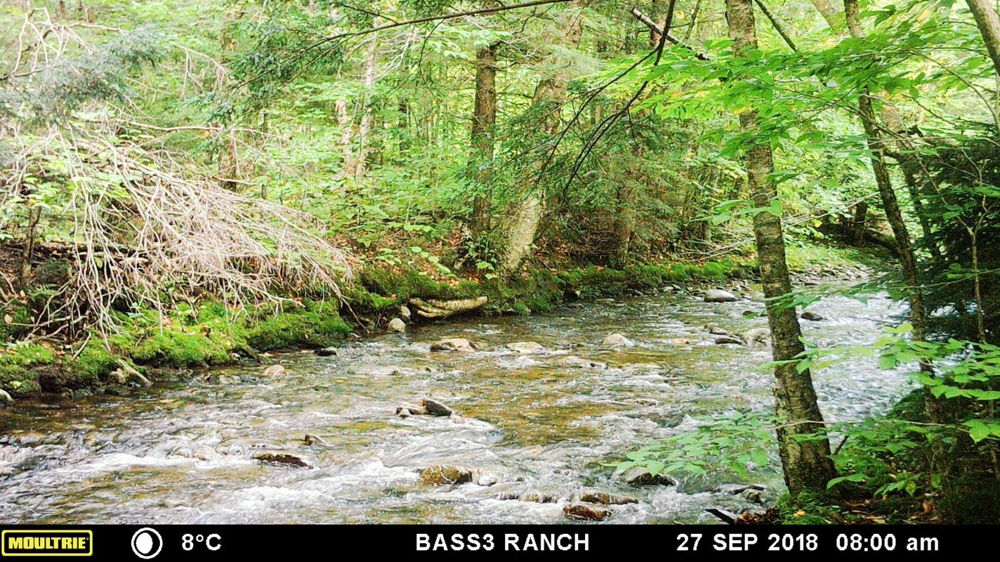 MOULTRIE 8°C BASS3 RANCH 27 SEP 2018 08:00 am